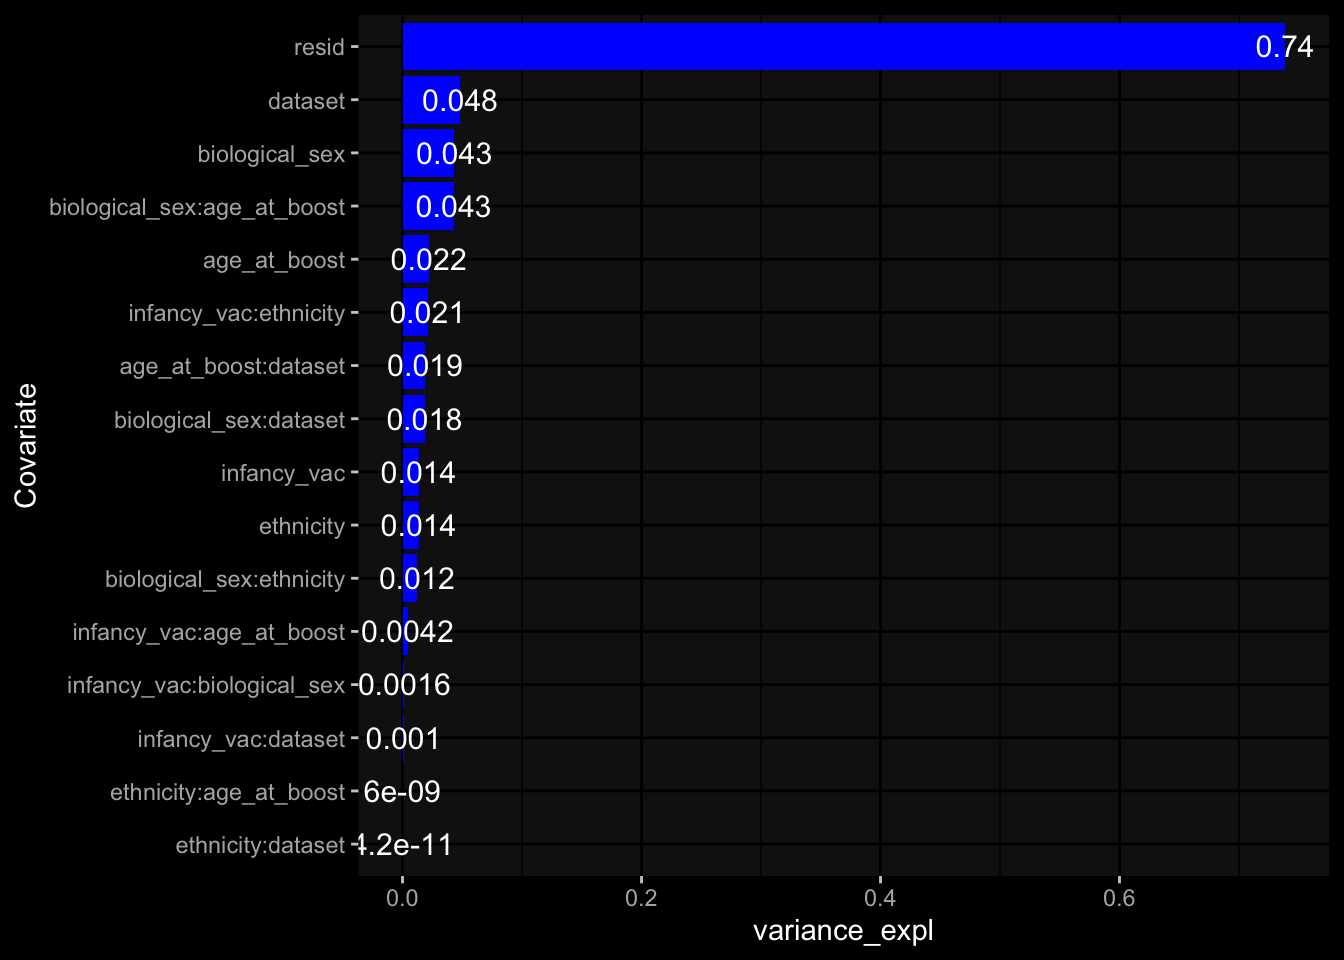 resid 0.74
dataset 0.048
biological_sex 0.043
biological_sex:age_at_boost 0.043
age_at_boost 0.022
infancy_vac:ethnicity 0.021
age_at_boost:dataset 0.019
biological_sex:dataset 0.018
infancy_vac 0.014
ethnicity 0.014
biological_sex:ethnicity 0.012
infancy_vac:age_at_boost 0.0042
infancy_vac:biological_sex 0.0016
infancy_vac:dataset 0.001
ethnicity:age_at_boost 6e-09
ethnicity:dataset 4.2e-11
Covariate
0.0 0.2 0.4 0.6
variance_expl